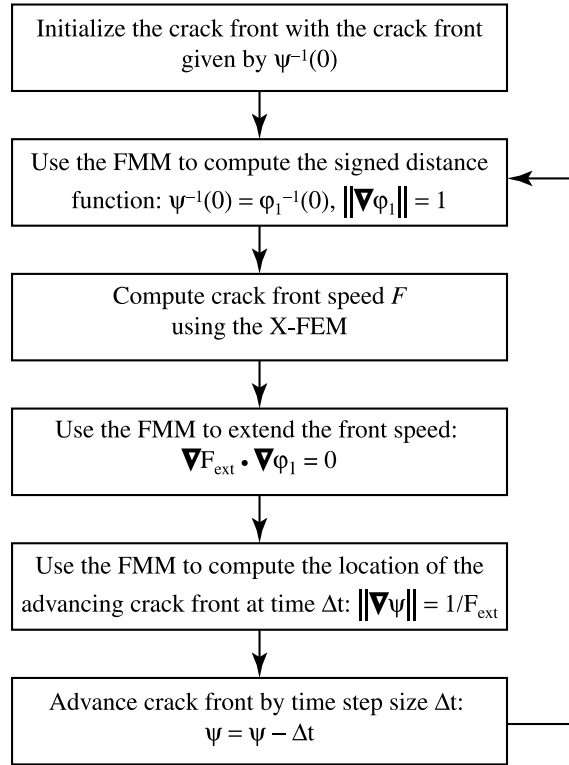 Initialize the crack front with the crack front
given by ψ⁻¹(0)
Use the FMM to compute the signed distance
function: ψ⁻¹(0) = φ₁⁻¹(0), ‖∇φ₁‖ = 1
Compute crack front speed F
using the X-FEM
Use the FMM to extend the front speed:
∇Fₑₓₜ • ∇φ₁ = 0
Use the FMM to compute the location of the
advancing crack front at time Δt: ‖∇ψ‖ = 1/Fₑₓₜ
Advance crack front by time step size Δt:
ψ = ψ − Δt